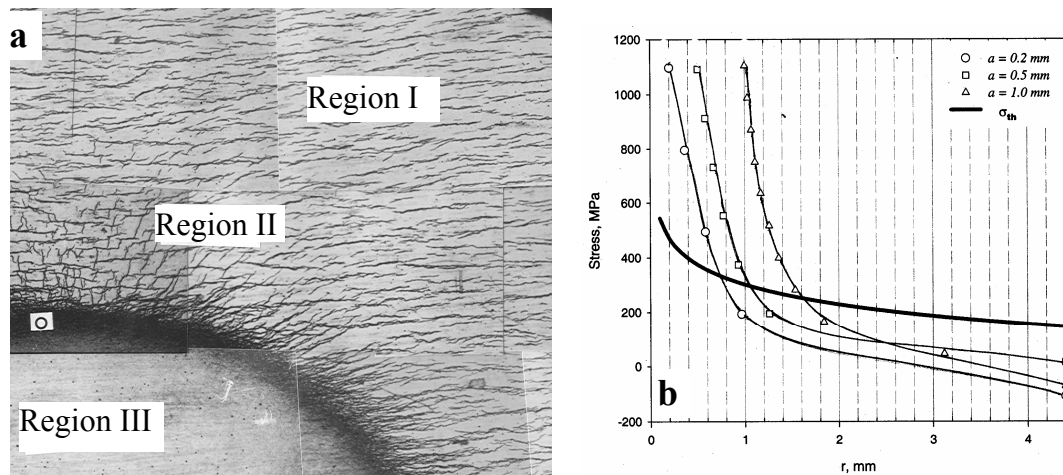 a
Region I
Region II
Region III
1200
1000
800
600
400
200
0
-200
Stress, MPa
0
1
2
3
4
r, mm
a = 0.2 mm
a = 0.5 mm
a = 1.0 mm
σth
b